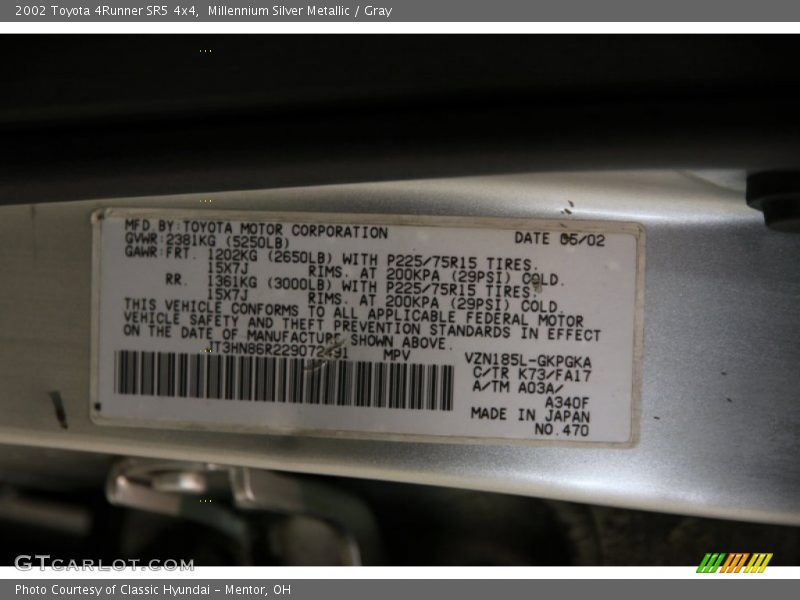 2002 Toyota 4Runner SR5 4x4,  Millennium Silver Metallic / Gray
MFD BY: TOYOTA MOTOR CORPORATION DATE 05/02
GVWR: 2381KG (5250LB)
GAWR: FRT. 1202KG (2650LB) WITH P225/75R15 TIRES.
15X7J RIMS. AT 200KPA (29PSI) COLD.
RR. 1361KG (3000LB) WITH P225/75R15 TIRES.
15X7J RIMS. AT 200KPA (29PSI) COLD.
THIS VEHICLE CONFORMS TO ALL APPLICABLE FEDERAL MOTOR
VEHICLE SAFETY AND THEFT PREVENTION STANDARDS IN EFFECT
ON THE DATE OF MANUFACTURE SHOWN ABOVE.
MPV VZN185L-GKPGKA
C/TR K73/FA17
A/TM A03A/
A340F
MADE IN JAPAN
NO.470
GTcarlot.com
Photo Courtesy of Classic Hyundai - Mentor, OH